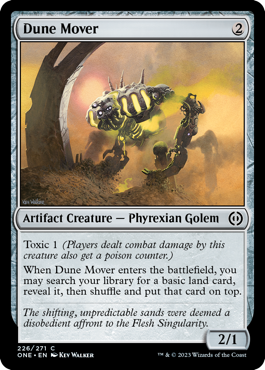 Dune Mover 2
Artifact Creature — Phyrexian Golem
Toxic 1 (Players dealt combat damage by this
creature also get a poison counter.)
When Dune Mover enters the battlefield, you
may search your library for a basic land card,
reveal it, then shuffle and put that card on top.
The shifting, unpredictable sands were deemed a
disobedient affront to the Flesh Singularity.
2/1
226/271 C
ONE • EN KEV WALKER
™ & © 2023 Wizards of the Coast